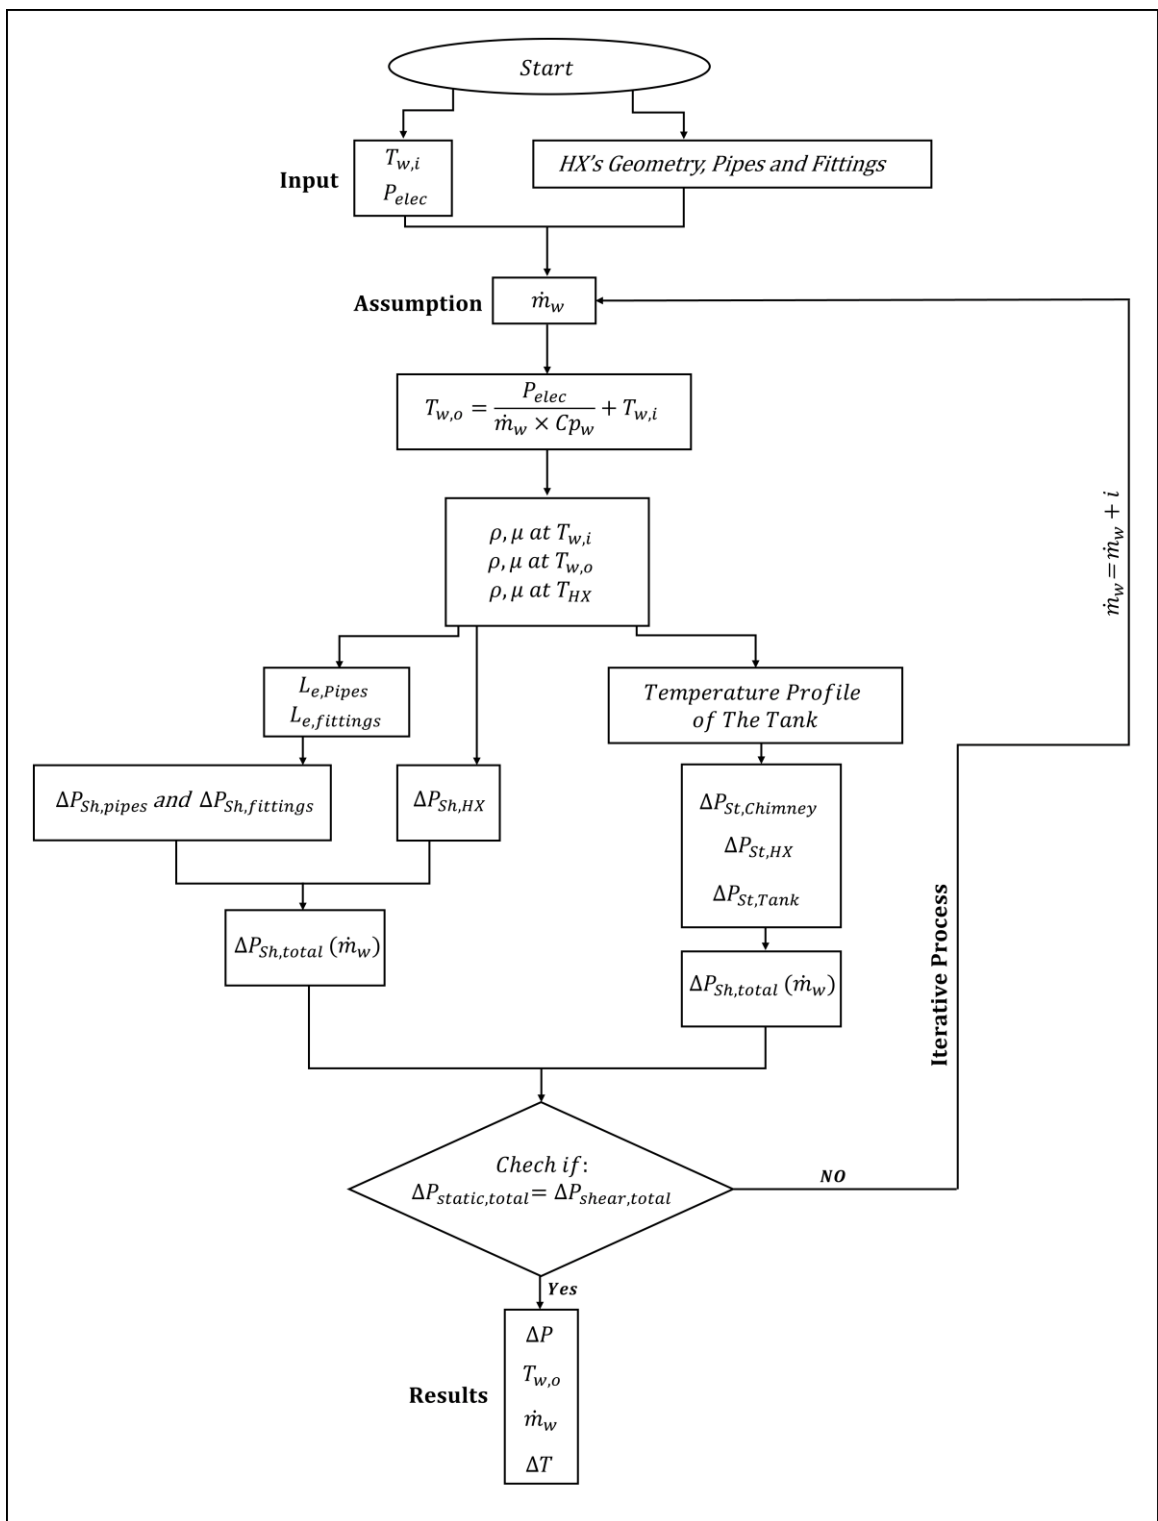 Start
Input
T_{w,i}
P_{elec}
HX's Geometry, Pipes and Fittings
Assumption
ṁ_w
T_{w,o} = \frac{P_{elec}}{ṁ_w × Cp_w} + T_{w,i}
ρ, μ at T_{w,i}
ρ, μ at T_{w,o}
ρ, μ at T_{HX}
ṁ_w = ṁ_w + i
L_{e,Pipes}
L_{e,fittings}
Temperature Profile
of The Tank
ΔP_{Sh,pipes} and ΔP_{Sh,fittings}
ΔP_{Sh,HX}
ΔP_{St,Chimney}
ΔP_{St,HX}
ΔP_{St,Tank}
ΔP_{Sh,total} (ṁ_w)
ΔP_{Sh,total} (ṁ_w)
Iterative Process
Chech if:
ΔP_{static,total} = ΔP_{shear,total}
NO
Yes
Results
ΔP
T_{w,o}
ṁ_w
ΔT